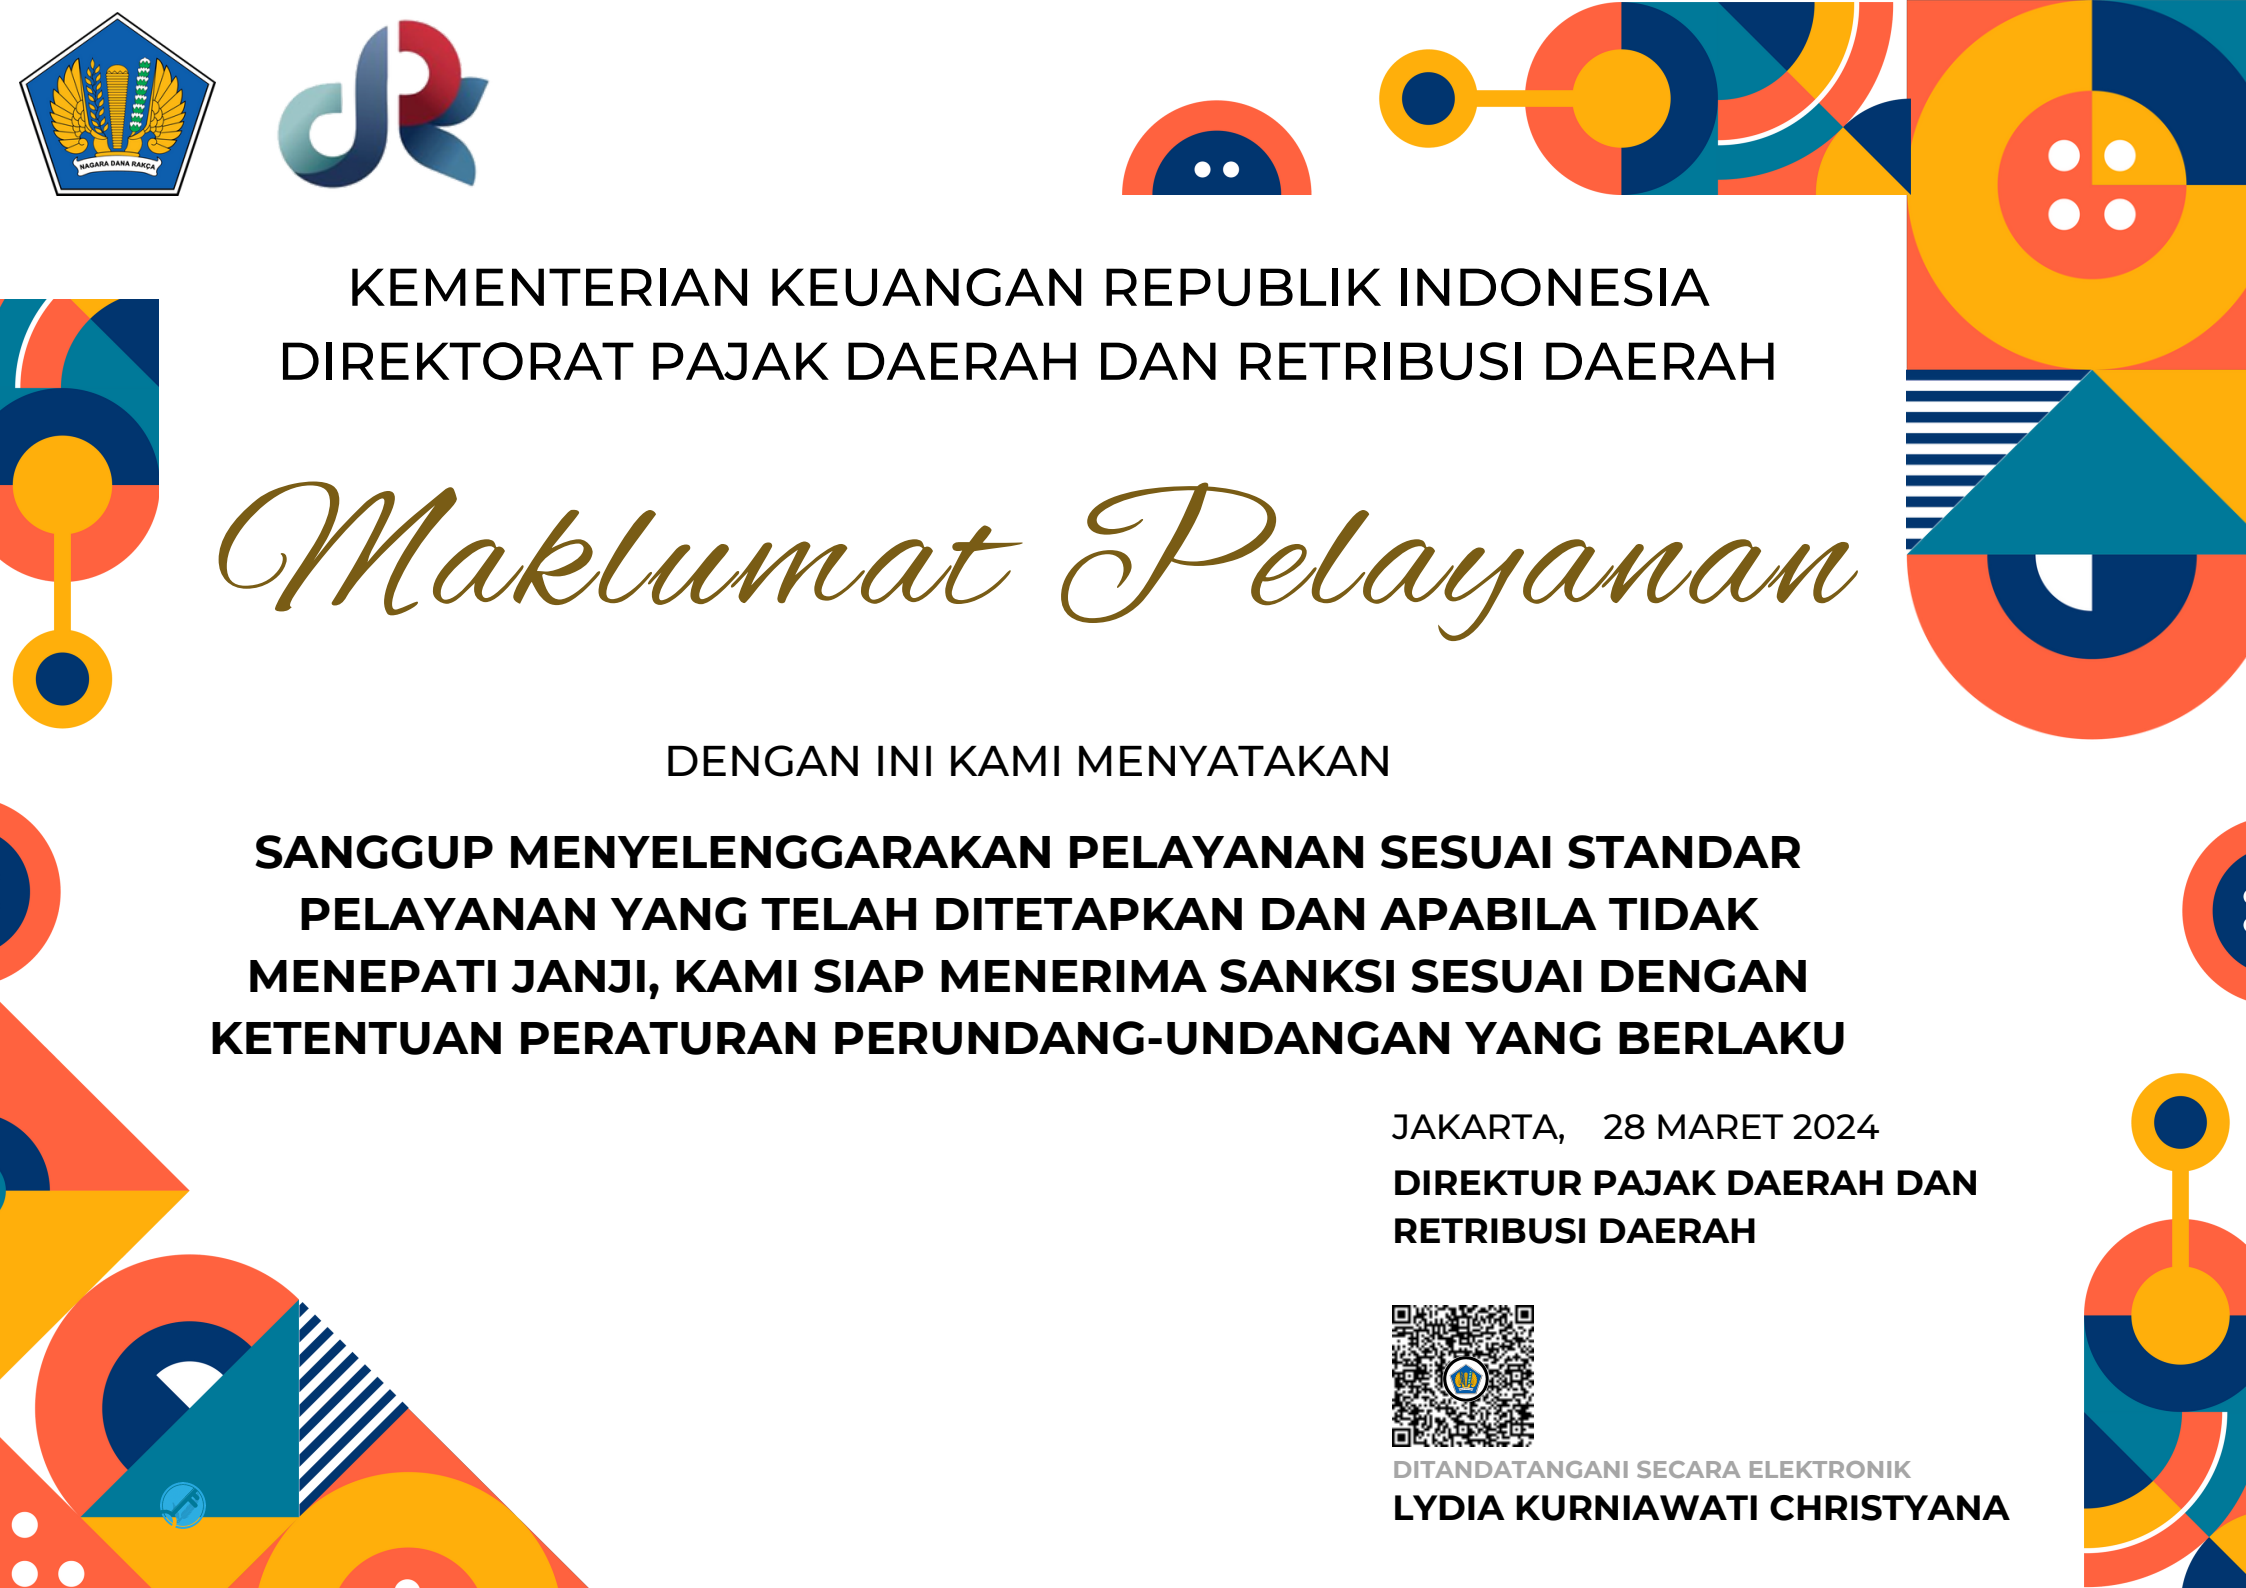 NAGARA DANA RAKÇA
KEMENTERIAN KEUANGAN REPUBLIK INDONESIA
DIREKTORAT PAJAK DAERAH DAN RETRIBUSI DAERAH
Maklumat Pelayanan
DENGAN INI KAMI MENYATAKAN
SANGGUP MENYELENGGARAKAN PELAYANAN SESUAI STANDAR
PELAYANAN YANG TELAH DITETAPKAN DAN APABILA TIDAK
MENEPATI JANJI, KAMI SIAP MENERIMA SANKSI SESUAI DENGAN
KETENTUAN PERATURAN PERUNDANG-UNDANGAN YANG BERLAKU
JAKARTA, 28 MARET 2024
DIREKTUR PAJAK DAERAH DAN
RETRIBUSI DAERAH
DITANDATANGANI SECARA ELEKTRONIK
LYDIA KURNIAWATI CHRISTYANA